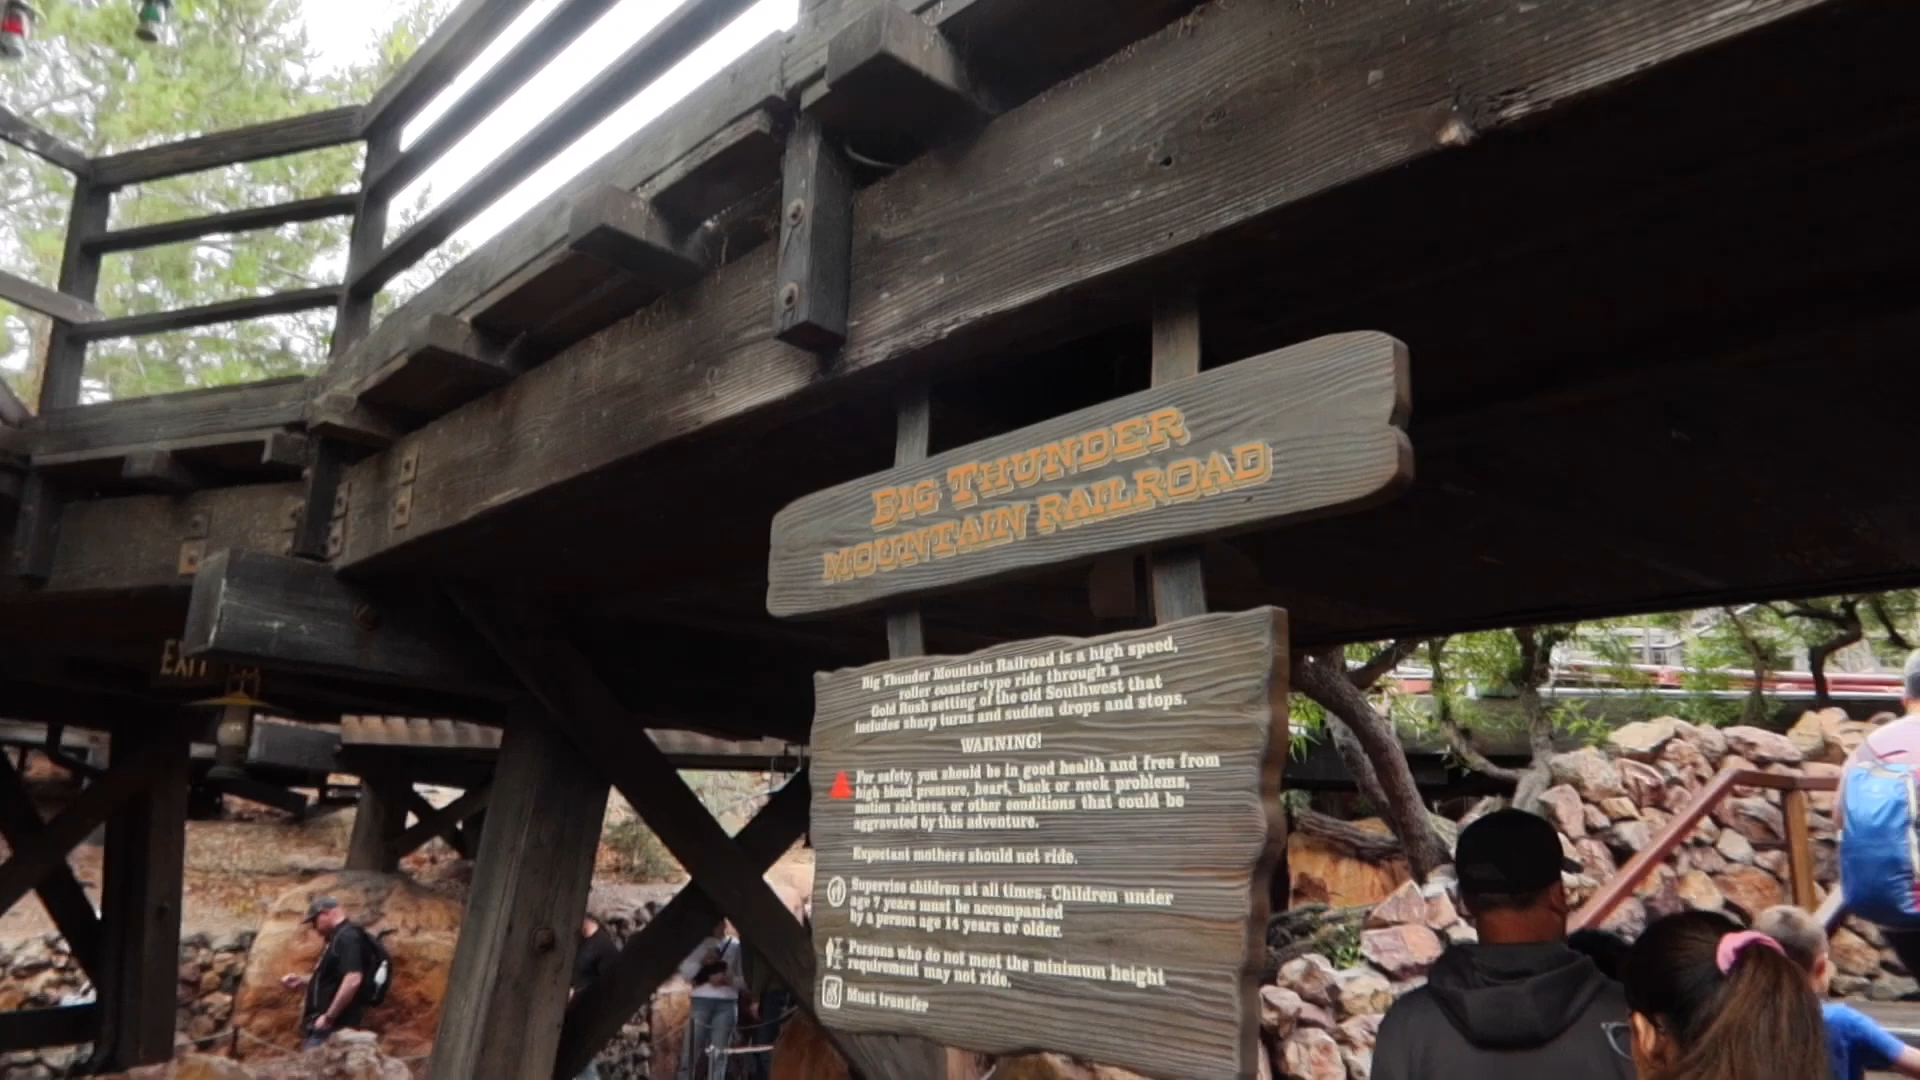 BIG THUNDER
MOUNTAIN RAILROAD
EXIT
Big Thunder Mountain Railroad is a high speed,
roller coaster-type ride through a
Gold Rush setting of the old Southwest that
includes sharp turns and sudden drops and stops.
WARNING!
For safety, you should be in good health and free from
high blood pressure, heart, back or neck problems,
motion sickness, or other conditions that could be
aggravated by this adventure.
Expectant mothers should not ride.
Supervise children at all times. Children under
age 7 years must be accompanied
by a person age 14 years or older.
Persons who do not meet the minimum height
requirement may not ride.
Must transfer